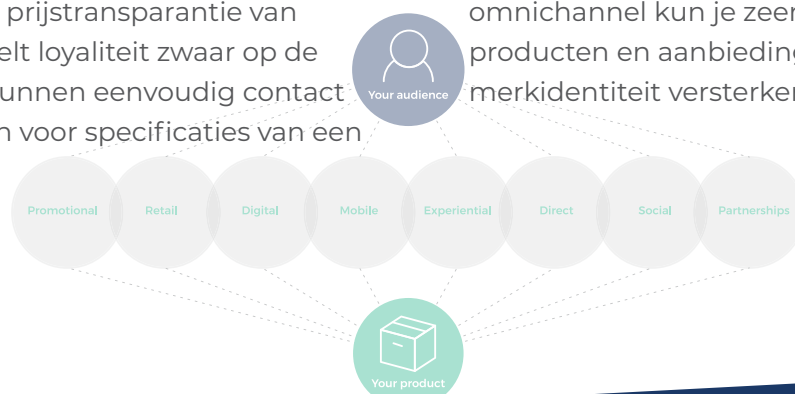 prijstransparantie van
elt loyaliteit zwaar op de
unnen eenvoudig contact
n voor specificaties van een
omnichannel kun je zeer
producten en aanbieding
merkidentiteit versterken
Your audience
Promotional Retail Digital Mobile Experiential Direct Social Partnerships
Your product